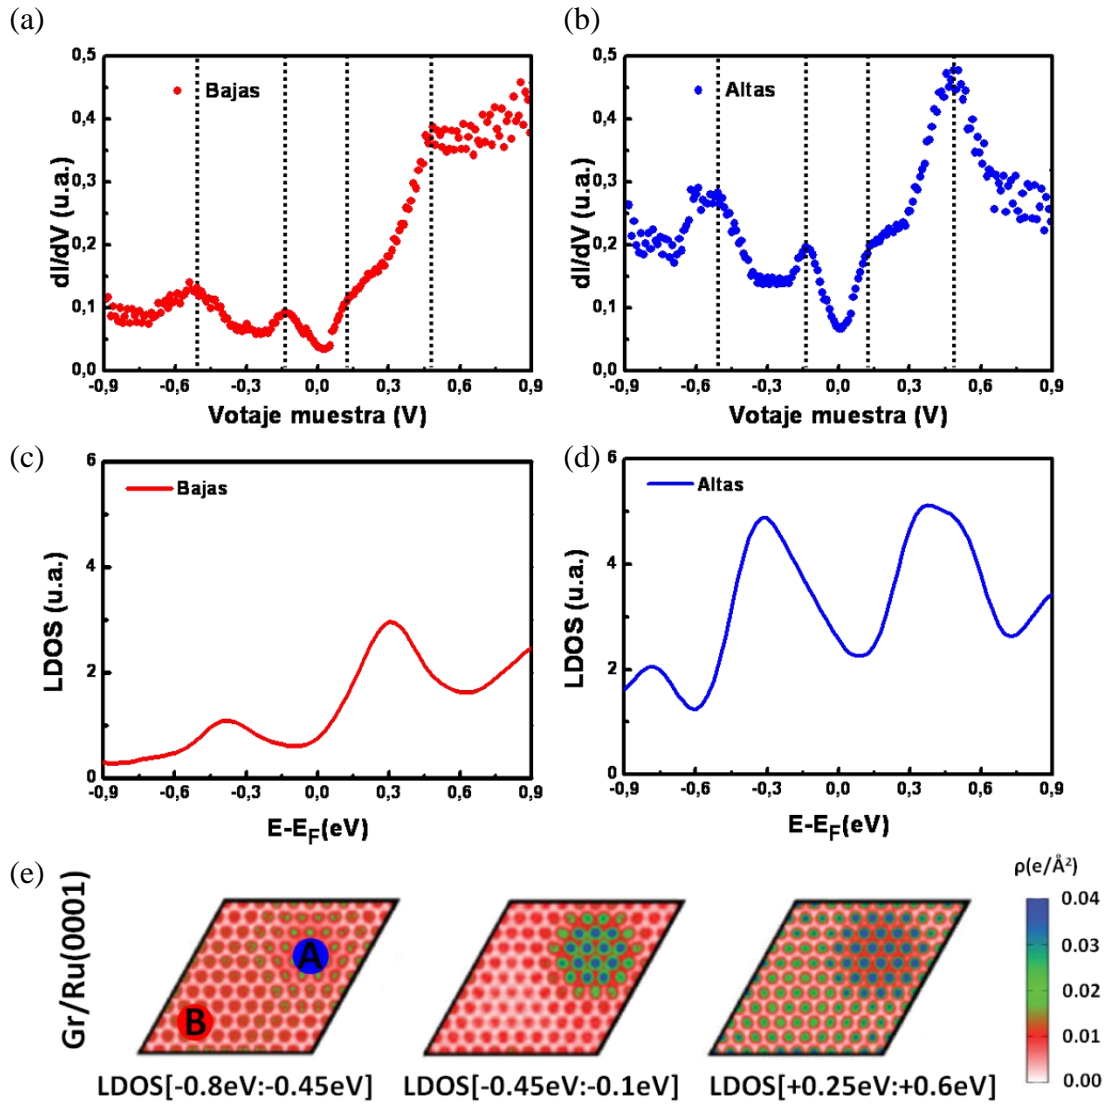 (a)
(b)
0,5
0,4
0,3
0,2
0,1
0,0
dI/dV (u.a.)
Bajas
-0,9 -0,6 -0,3 0,0 0,3 0,6 0,9
Votaje muestra (V)
0,5
0,4
0,3
0,2
0,1
0,0
dI/dV (u.a.)
Altas
-0,9 -0,6 -0,3 0,0 0,3 0,6 0,9
Votaje muestra (V)
(c)
(d)
6
4
2
0
LDOS (u.a.)
Bajas
-0,9 -0,6 -0,3 0,0 0,3 0,6 0,9
E-EF(eV)
6
4
2
0
LDOS (u.a.)
Altas
-0,9 -0,6 -0,3 0,0 0,3 0,6 0,9
E-EF(eV)
(e)
Gr/Ru(0001)
A
B
LDOS[-0.8eV:-0.45eV]
LDOS[-0.45eV:-0.1eV]
LDOS[+0.25eV:+0.6eV]
ρ(e/Å²)
0.04
0.03
0.02
0.01
0.00